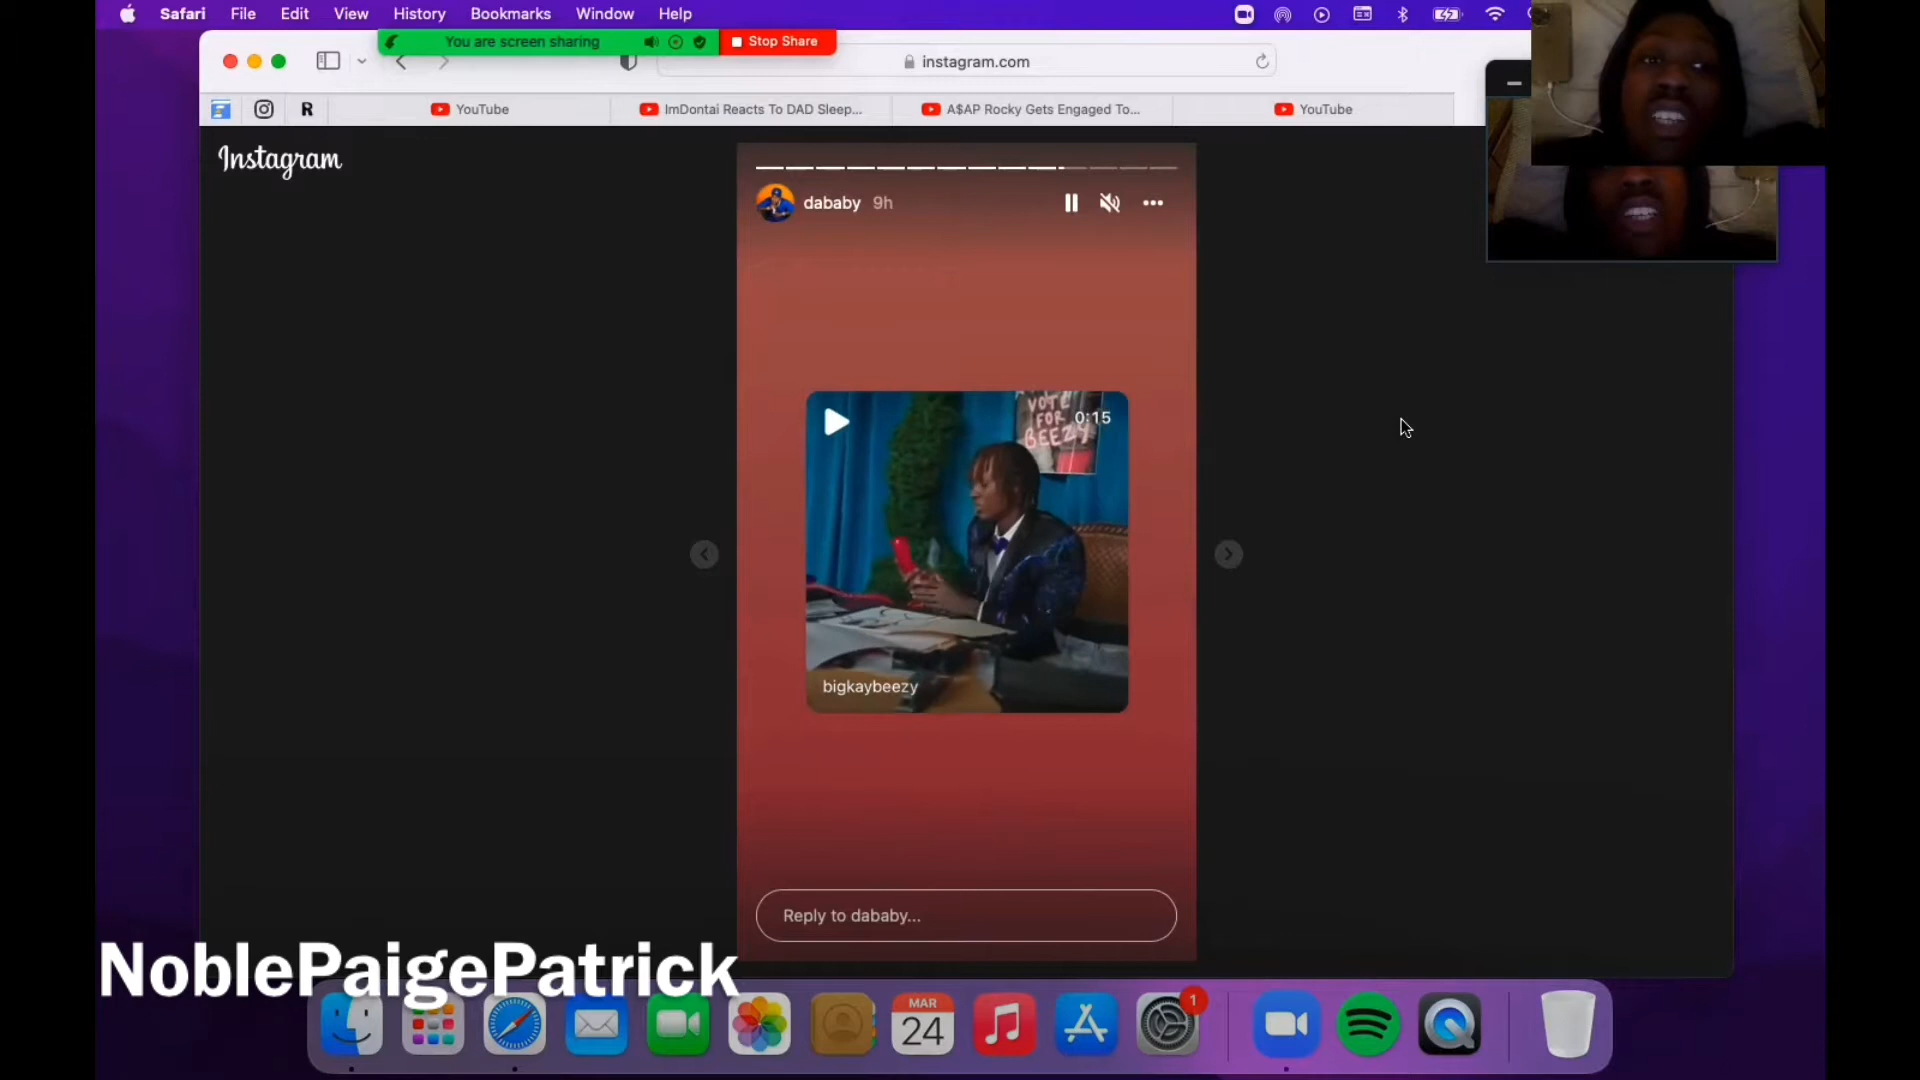 Safari File Edit View History Bookmarks Window Help
You are screen sharing Stop Share
instagram.com
R YouTube ImDontai Reacts To DAD Sleep... A$AP Rocky Gets Engaged To... YouTube
Instagram
dababy 9h
VOTE
FOR
BEEZY
0:15
bigkaybeezy
Reply to dababy...
NoblePaigePatrick
MAR
24
1